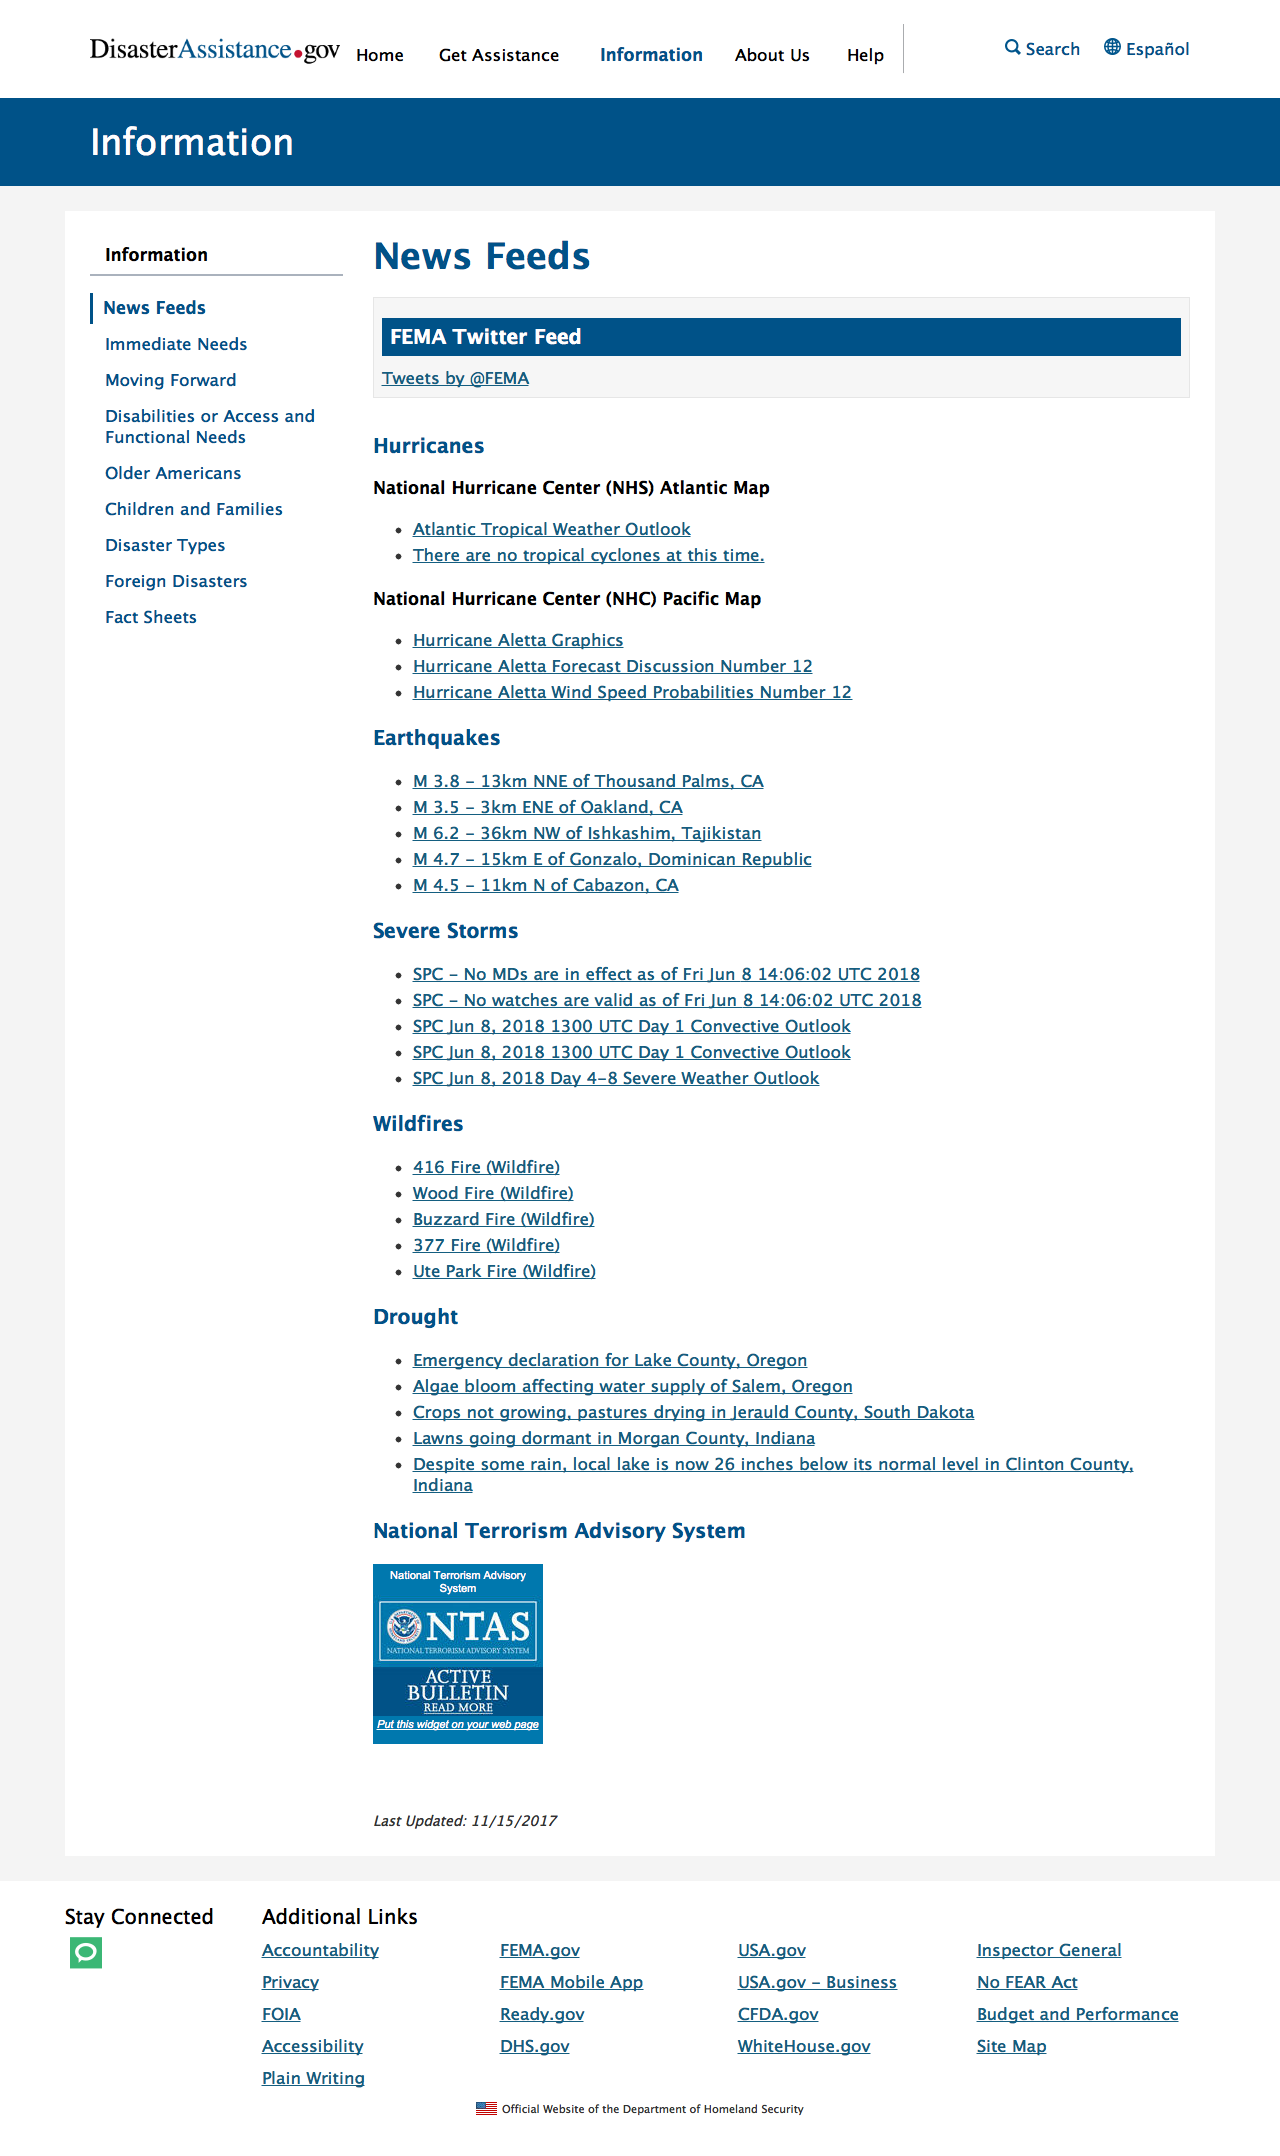 DisasterAssistance.gov
Home
Get Assistance
Information
About Us
Help
Search
Español
Information
Information
News Feeds
Immediate Needs
Moving Forward
Disabilities or Access and
Functional Needs
Older Americans
Children and Families
Disaster Types
Foreign Disasters
Fact Sheets
News Feeds
FEMA Twitter Feed
Tweets by @FEMA
Hurricanes
National Hurricane Center (NHS) Atlantic Map
Atlantic Tropical Weather Outlook
There are no tropical cyclones at this time.
National Hurricane Center (NHC) Pacific Map
Hurricane Aletta Graphics
Hurricane Aletta Forecast Discussion Number 12
Hurricane Aletta Wind Speed Probabilities Number 12
Earthquakes
M 3.8 - 13km NNE of Thousand Palms, CA
M 3.5 - 3km ENE of Oakland, CA
M 6.2 - 36km NW of Ishkashim, Tajikistan
M 4.7 - 15km E of Gonzalo, Dominican Republic
M 4.5 - 11km N of Cabazon, CA
Severe Storms
SPC - No MDs are in effect as of Fri Jun 8 14:06:02 UTC 2018
SPC - No watches are valid as of Fri Jun 8 14:06:02 UTC 2018
SPC Jun 8, 2018 1300 UTC Day 1 Convective Outlook
SPC Jun 8, 2018 1300 UTC Day 1 Convective Outlook
SPC Jun 8, 2018 Day 4-8 Severe Weather Outlook
Wildfires
416 Fire (Wildfire)
Wood Fire (Wildfire)
Buzzard Fire (Wildfire)
377 Fire (Wildfire)
Ute Park Fire (Wildfire)
Drought
Emergency declaration for Lake County, Oregon
Algae bloom affecting water supply of Salem, Oregon
Crops not growing, pastures drying in Jerauld County, South Dakota
Lawns going dormant in Morgan County, Indiana
Despite some rain, local lake is now 26 inches below its normal level in Clinton County,
Indiana
National Terrorism Advisory System
National Terrorism Advisory
System
NTAS
NATIONAL TERRORISM ADVISORY SYSTEM
ACTIVE
BULLETIN
READ MORE
Put this widget on your web page
Last Updated: 11/15/2017
Stay Connected
Additional Links
Accountability
Privacy
FOIA
Accessibility
Plain Writing
FEMA.gov
FEMA Mobile App
Ready.gov
DHS.gov
USA.gov
USA.gov - Business
CFDA.gov
WhiteHouse.gov
Inspector General
No FEAR Act
Budget and Performance
Site Map
Official Website of the Department of Homeland Security